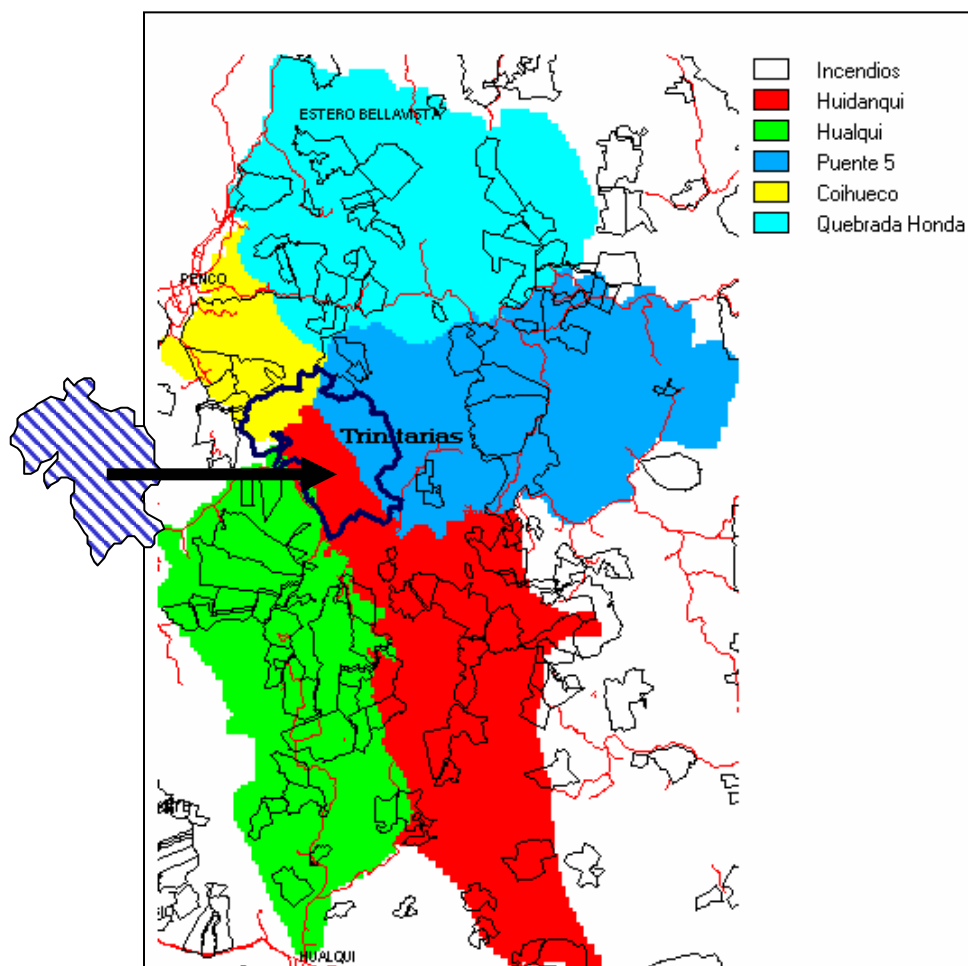 Incendios
Huidanqui
Hualqui
Puente 5
Coihueco
Quebrada Honda
ESTERO BELLAVISTA
PENCO
Trinitarias
HUALQUI